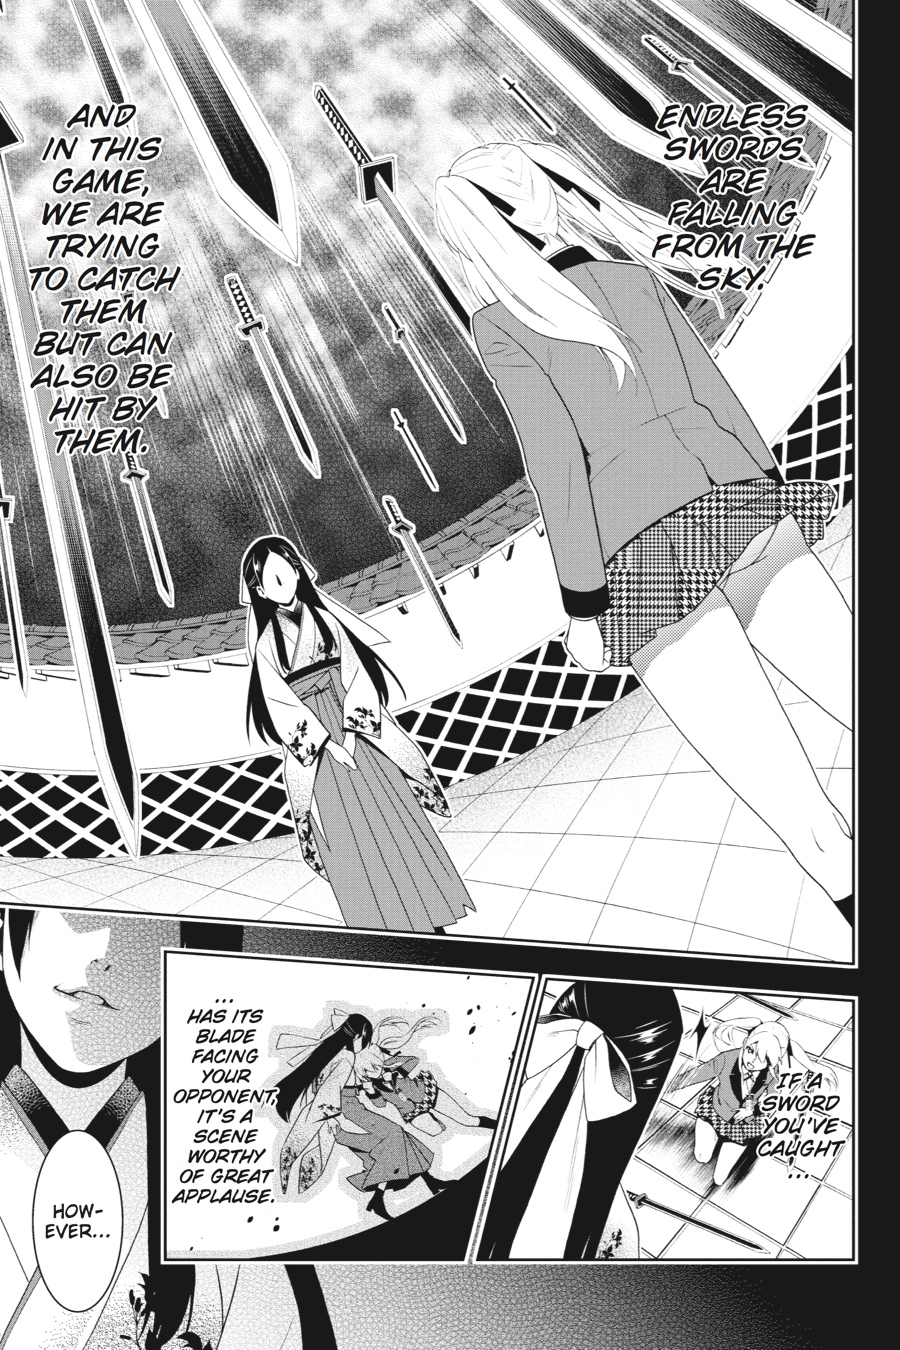 ENDLESS
SWORDS
ARE
FALLING
FROM THE
SKY.
AND
IN THIS
GAME,
WE ARE
TRYING
TO CATCH
THEM
BUT CAN
ALSO BE
HIT BY
THEM.
IF A
SWORD
YOU'VE
CAUGHT
...
...
HAS ITS
BLADE
FACING
YOUR
OPPONENT,
IT'S A
SCENE
WORTHY
OF GREAT
APPLAUSE.
HOW-
EVER...